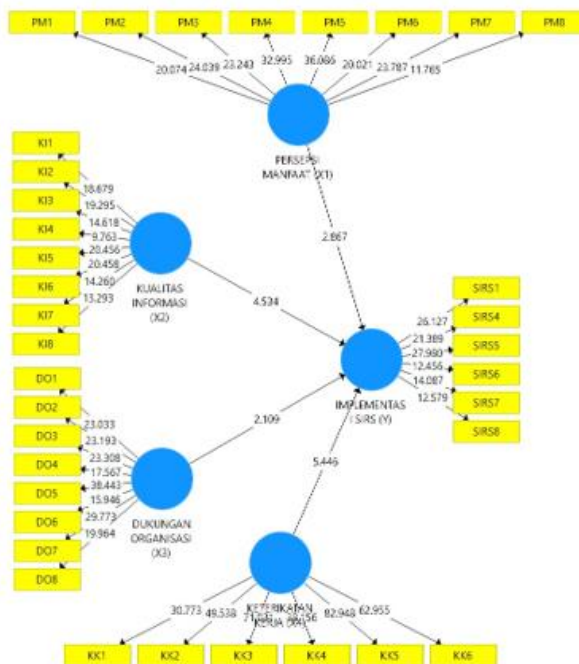 PM1 PM2 PM3 PM4 PM5 PM6 PM7 PM8
20.074 24.039 23.243 32.995 36.086 20.021 23.787 11.765
PERSEPSI
MANFAAT (X1)
2.867
KI1
KI2
KI3
KI4
KI5
KI6
KI7
KI8
18.679
19.295
14.618
9.763
20.456
20.458
14.260
13.293
KUALITAS
INFORMASI
(X2)
4.534
SIRS1
SIRS4
SIRS5
SIRS6
SIRS7
SIRS8
26.127
21.389
27.980
12.456
14.087
12.579
IMPLEMENTAS
I SIRS (Y)
DO1
DO2
DO3
DO4
DO5
DO6
DO7
DO8
23.033
23.193
23.308
17.567
38.443
15.946
29.773
19.964
DUKUNGAN
ORGANISASI
(X3)
2.109
5.446
KETERIKATAN
KERJA (X4)
30.773 49.538 82.948 62.955
KK1 KK2 KK3 KK4 KK5 KK6